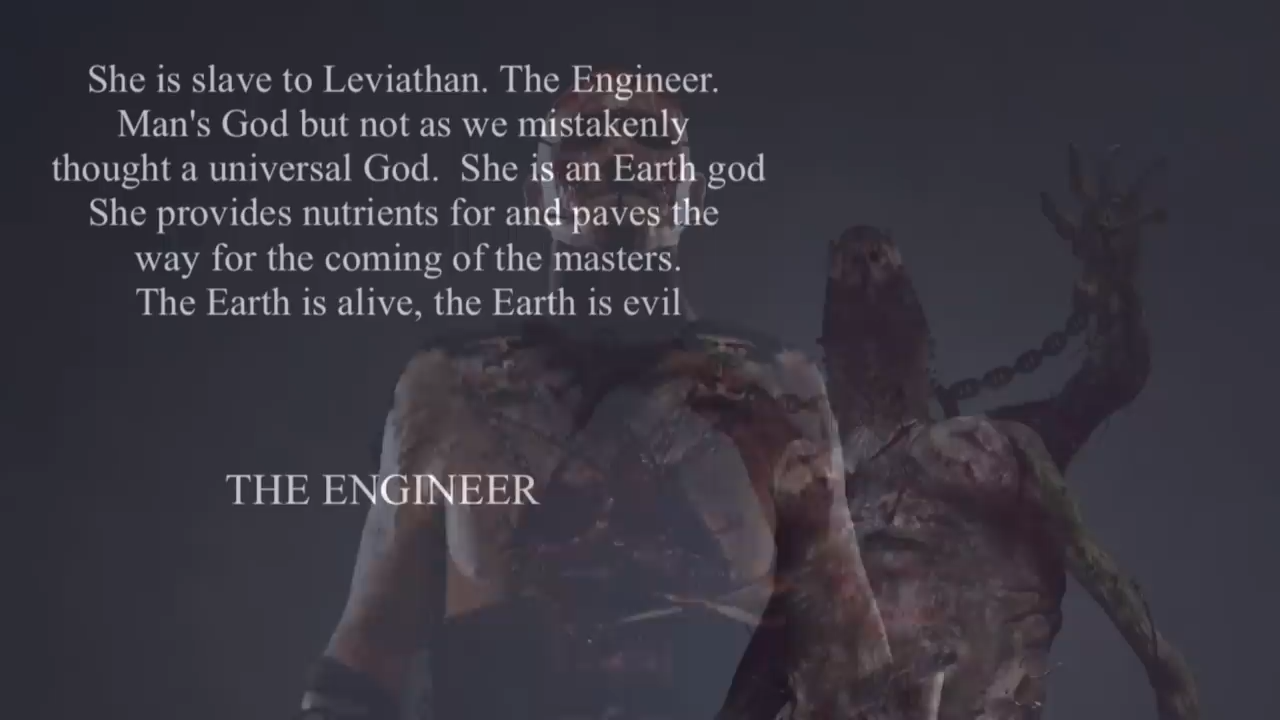 She is slave to Leviathan. The Engineer.
Man's God but not as we mistakenly
thought a universal God.  She is an Earth god
She provides nutrients for and paves the
way for the coming of the masters.
The Earth is alive, the Earth is evil
THE ENGINEER